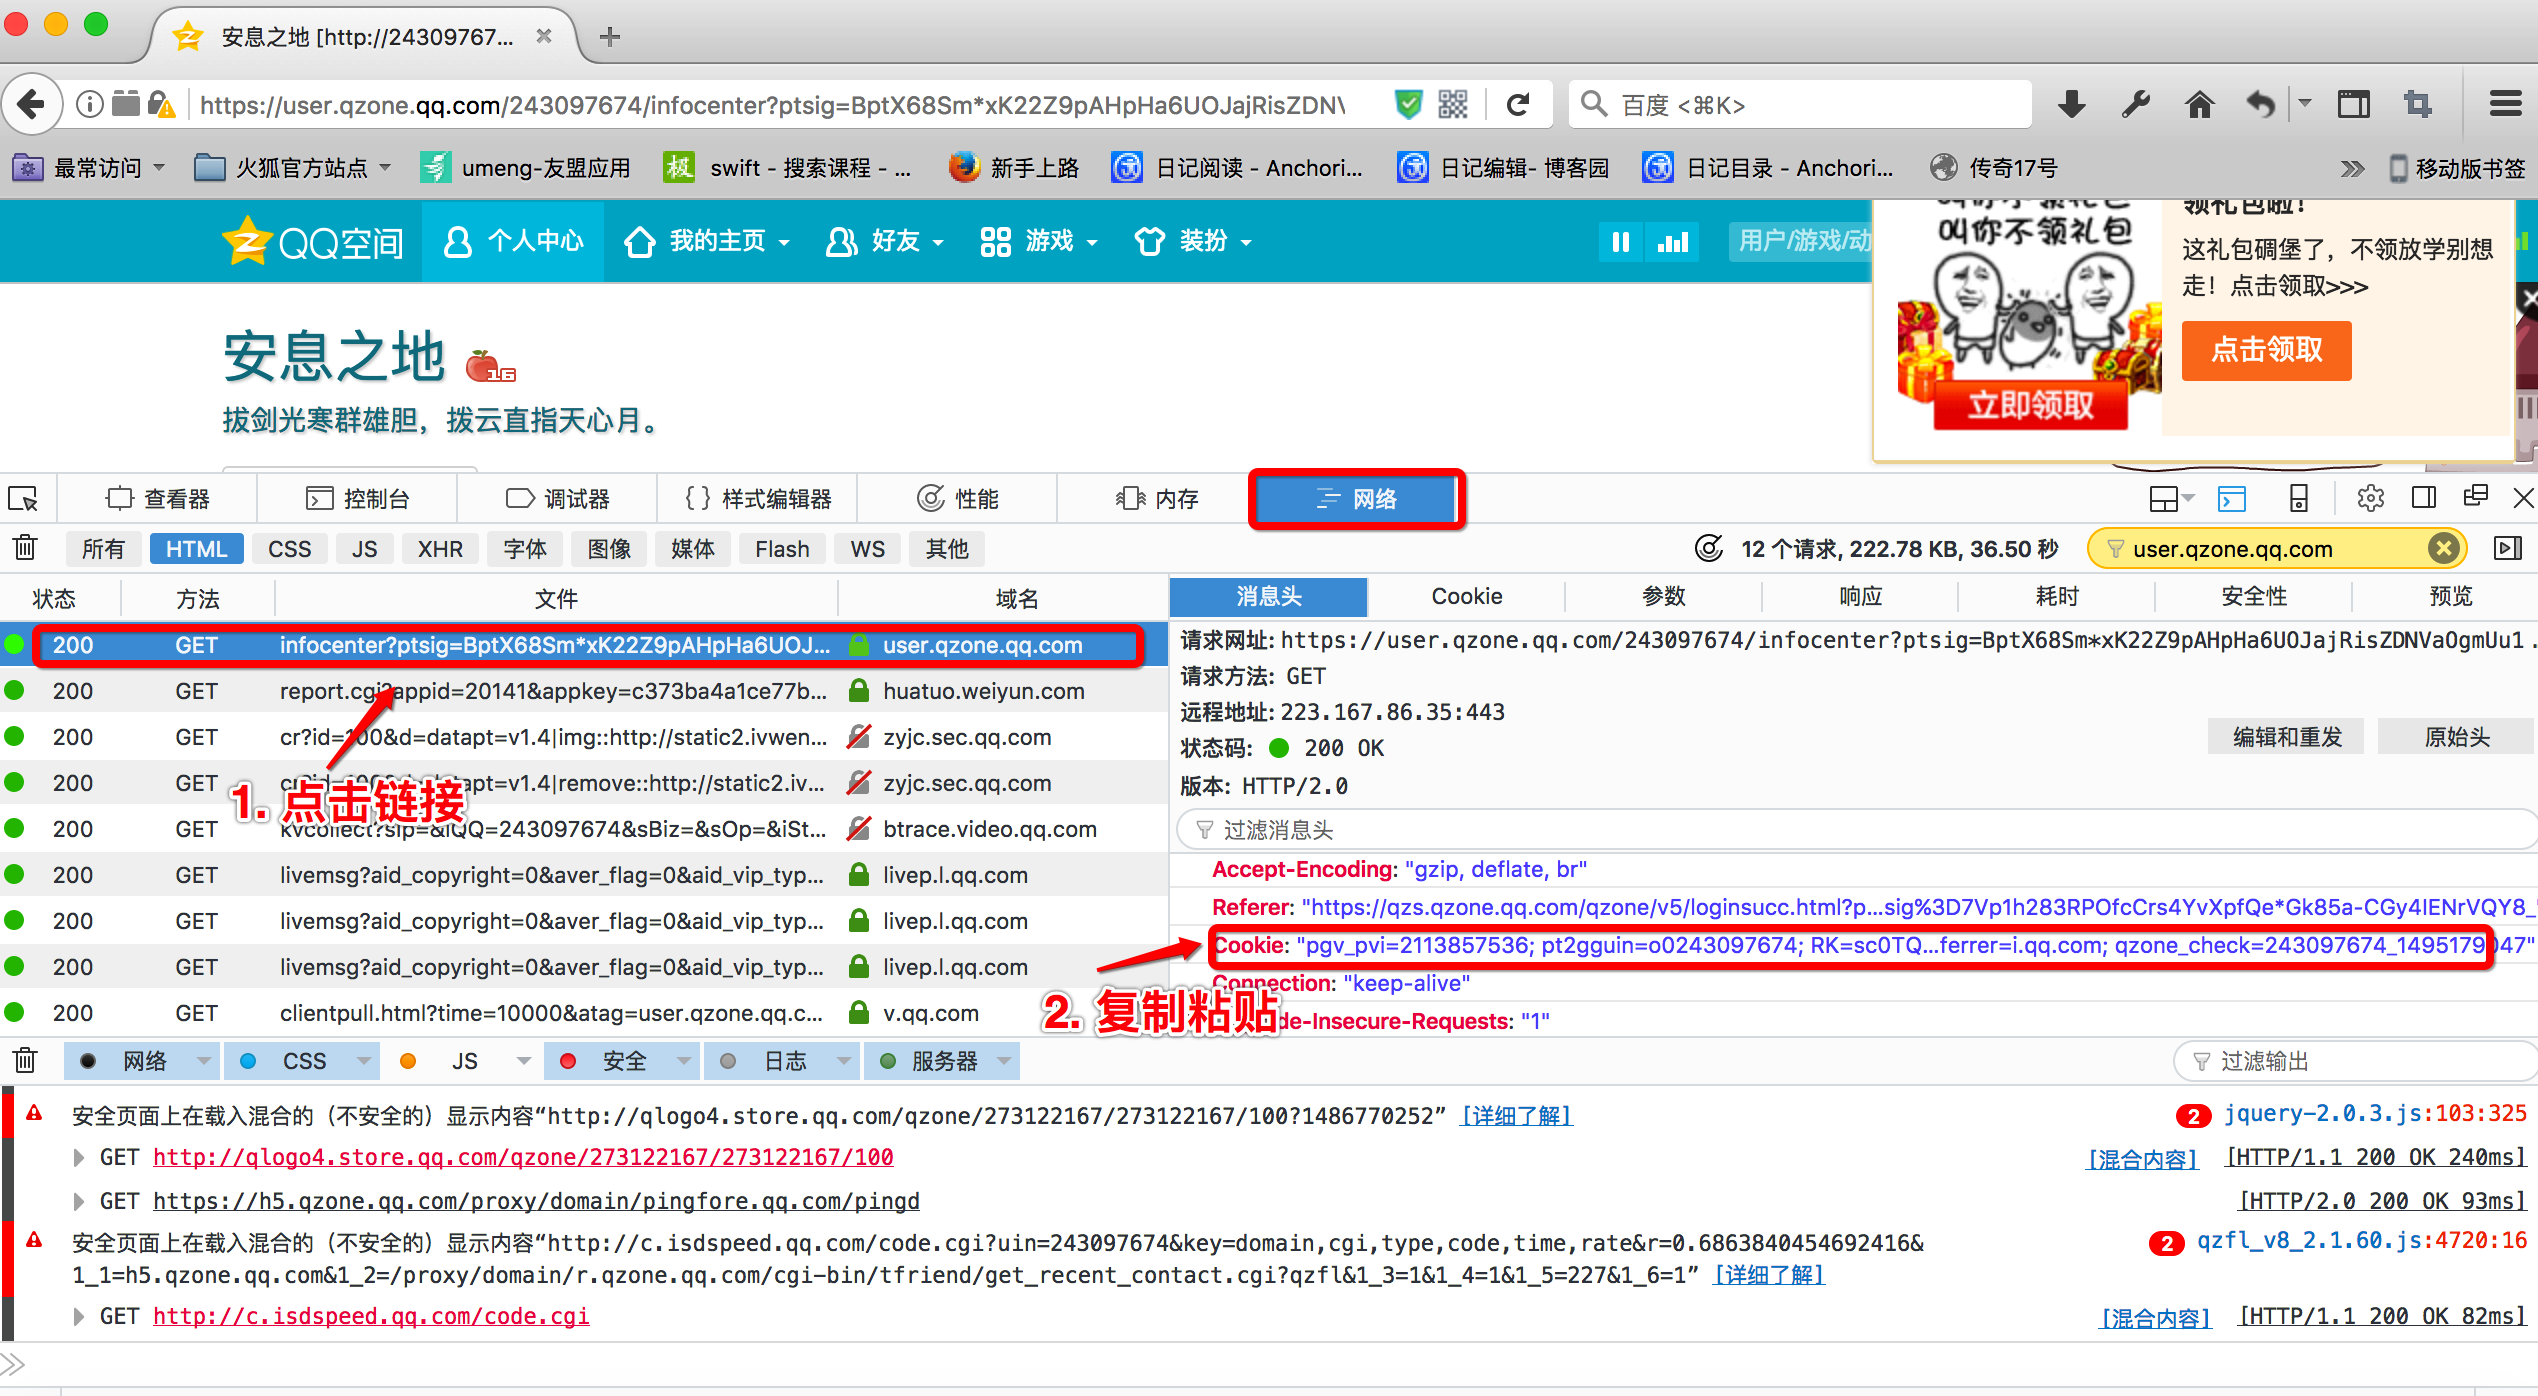 安息之地 [http://24309767...
https://user.qzone.qq.com/243097674/infocenter?ptsig=BptX68Sm*xK22Z9pAHpHa6UOJajRisZDN\
百度 <⌘K>
最常访问 火狐官方站点 umeng-友盟应用 极 swift - 搜索课程 - ... 新手上路 日记阅读 - Anchori... 日记编辑- 博客园 日记目录 - Anchori... 传奇17号 移动版书签
QQ空间 个人中心 我的主页 好友 游戏 装扮 用户/游戏/动
叫你不领礼包
立即领取
领礼包啦!
这礼包碉堡了，不领放学别想
走！点击领取>>>
点击领取
安息之地 16
拔剑光寒群雄胆，拨云直指天心月。
查看器 控制台 调试器 样式编辑器 性能 内存 网络
所有 HTML CSS JS XHR 字体 图像 媒体 Flash WS 其他 12 个请求, 222.78 KB, 36.50 秒 user.qzone.qq.com
状态 方法 文件 域名
200 GET infocenter?ptsig=BptX68Sm*xK22Z9pAHpHa6UOJ... user.qzone.qq.com
200 GET report.cgi?appid=20141&appkey=c373ba4a1ce77b... huatuo.weiyun.com
200 GET cr?id=100&d=datapt=v1.4|img::http://static2.ivwen... zyjc.sec.qq.com
200 GET cr?id=100&d=datapt=v1.4|remove::http://static2.iv... zyjc.sec.qq.com
200 GET kvcollect?sip=&iQQ=243097674&sBiz=&sOp=&iSt... btrace.video.qq.com
200 GET livemsg?aid_copyright=0&aver_flag=0&aid_vip_typ... livep.l.qq.com
200 GET livemsg?aid_copyright=0&aver_flag=0&aid_vip_typ... livep.l.qq.com
200 GET livemsg?aid_copyright=0&aver_flag=0&aid_vip_typ... livep.l.qq.com
200 GET clientpull.html?time=10000&atag=user.qzone.qq.c... v.qq.com
1. 点击链接
消息头 Cookie 参数 响应 耗时 安全性 预览
请求网址: https://user.qzone.qq.com/243097674/infocenter?ptsig=BptX68Sm*xK22Z9pAHpHa6UOJajRisZDNVaOgmUu1.
请求方法: GET
远程地址: 223.167.86.35:443
状态码: 200 OK
编辑和重发 原始头
版本: HTTP/2.0
过滤消息头
Accept-Encoding: "gzip, deflate, br"
Referer: "https://qzs.qzone.qq.com/qzone/v5/loginsucc.html?p...sig%3D7Vp1h283RPOfcCrs4YvXpfQe*Gk85a-CGy4IENrVQY8_"
Cookie: "pgv_pvi=2113857536; pt2gguin=o0243097674; RK=sc0TQ...ferrer=i.qq.com; qzone_check=243097674_1495179047"
Connection: "keep-alive"
de-Insecure-Requests: "1"
2. 复制粘贴
网络 CSS JS 安全 日志 服务器 过滤输出
安全页面上在载入混合的（不安全的）显示内容“http://qlogo4.store.qq.com/qzone/273122167/273122167/100?1486770252” [详细了解] 2 jquery-2.0.3.js:103:325
GET http://qlogo4.store.qq.com/qzone/273122167/273122167/100 [混合内容] [HTTP/1.1 200 OK 240ms]
GET https://h5.qzone.qq.com/proxy/domain/pingfore.qq.com/pingd [HTTP/2.0 200 OK 93ms]
安全页面上在载入混合的（不安全的）显示内容“http://c.isdspeed.qq.com/code.cgi?uin=243097674&key=domain,cgi,type,code,time,rate&r=0.6863840454692416& 2 qzfl_v8_2.1.60.js:4720:16
1_1=h5.qzone.qq.com&1_2=/proxy/domain/r.qzone.qq.com/cgi-bin/tfriend/get_recent_contact.cgi?qzfl&1_3=1&1_4=1&1_5=227&1_6=1” [详细了解]
GET http://c.isdspeed.qq.com/code.cgi [混合内容] [HTTP/1.1 200 OK 82ms]